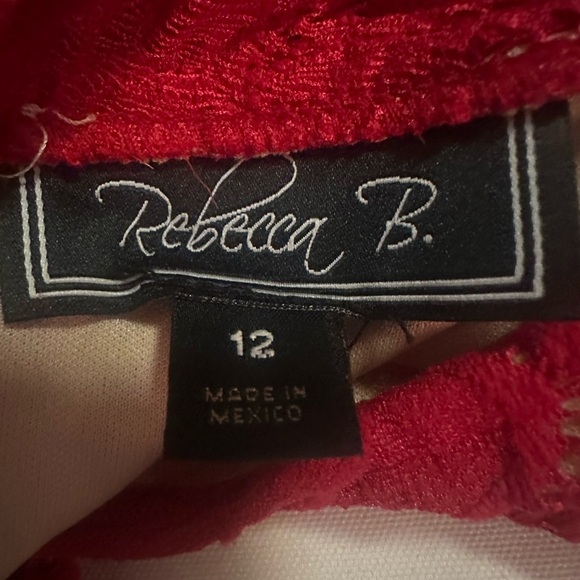 Rebecca B.
12
MADE IN
MEXICO